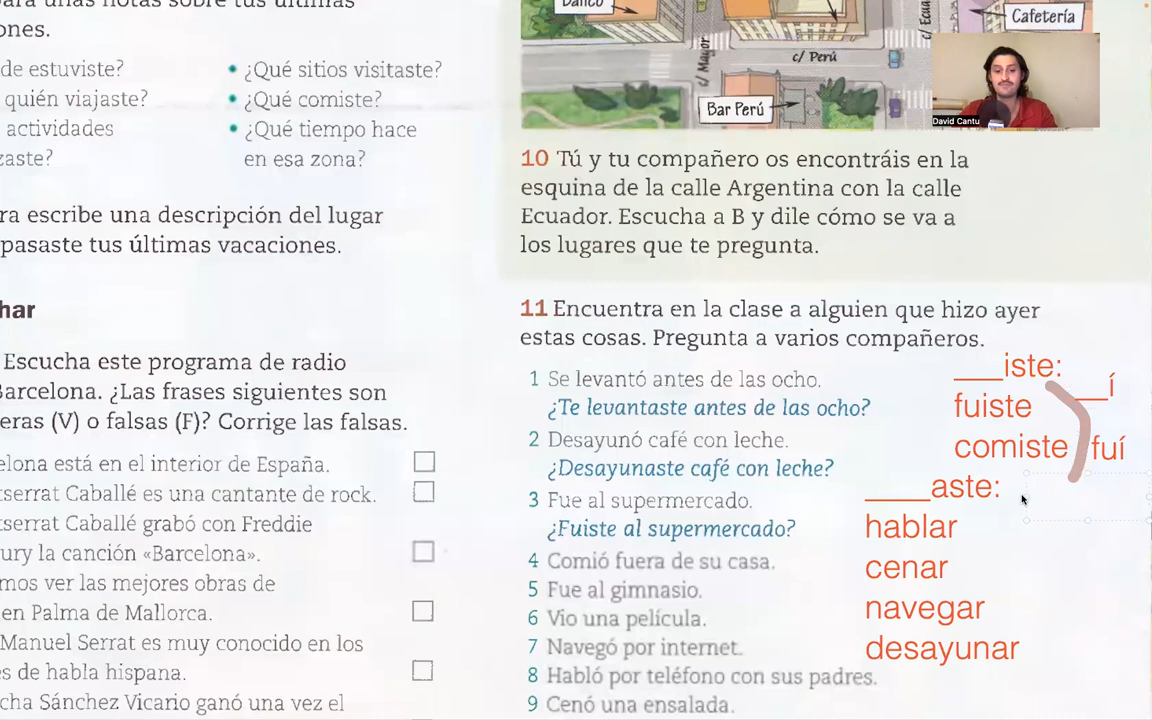 ara unas notas sobre tus últimas
ones.
de estuviste?
quién viajaste?
actividades
zaste?
• ¿Qué sitios visitaste?
• ¿Qué comiste?
• ¿Qué tiempo hace
en esa zona?
ra escribe una descripción del lugar
pasaste tus últimas vacaciones.
har
Escucha este programa de radio
Barcelona. ¿Las frases siguientes son
eras (V) o falsas (F)? Corrige las falsas.
elona está en el interior de España.
tserrat Caballé es una cantante de rock.
tserrat Caballé grabó con Freddie
ury la canción «Barcelona».
mos ver las mejores obras de
en Palma de Mallorca.
Manuel Serrat es muy conocido en los
s de habla hispana.
cha Sánchez Vicario ganó una vez el
Banco
c/ Mayor
c/ Perú
c/ Ecua
Cafetería
Bar Perú
David Cantu
10 Tú y tu compañero os encontráis en la
esquina de la calle Argentina con la calle
Ecuador. Escucha a B y dile cómo se va a
los lugares que te pregunta.
11 Encuentra en la clase a alguien que hizo ayer
estas cosas. Pregunta a varios compañeros.
1 Se levantó antes de las ocho.
¿Te levantaste antes de las ocho?
2 Desayunó café con leche.
¿Desayunaste café con leche?
3 Fue al supermercado.
¿Fuiste al supermercado?
4 Comió fuera de su casa.
5 Fue al gimnasio.
6 Vio una película.
7 Navegó por internet.
8 Habló por teléfono con sus padres.
9 Cenó una ensalada.
___iste:
fuiste
comiste
___í
fuí
____aste:
hablar
cenar
navegar
desayunar